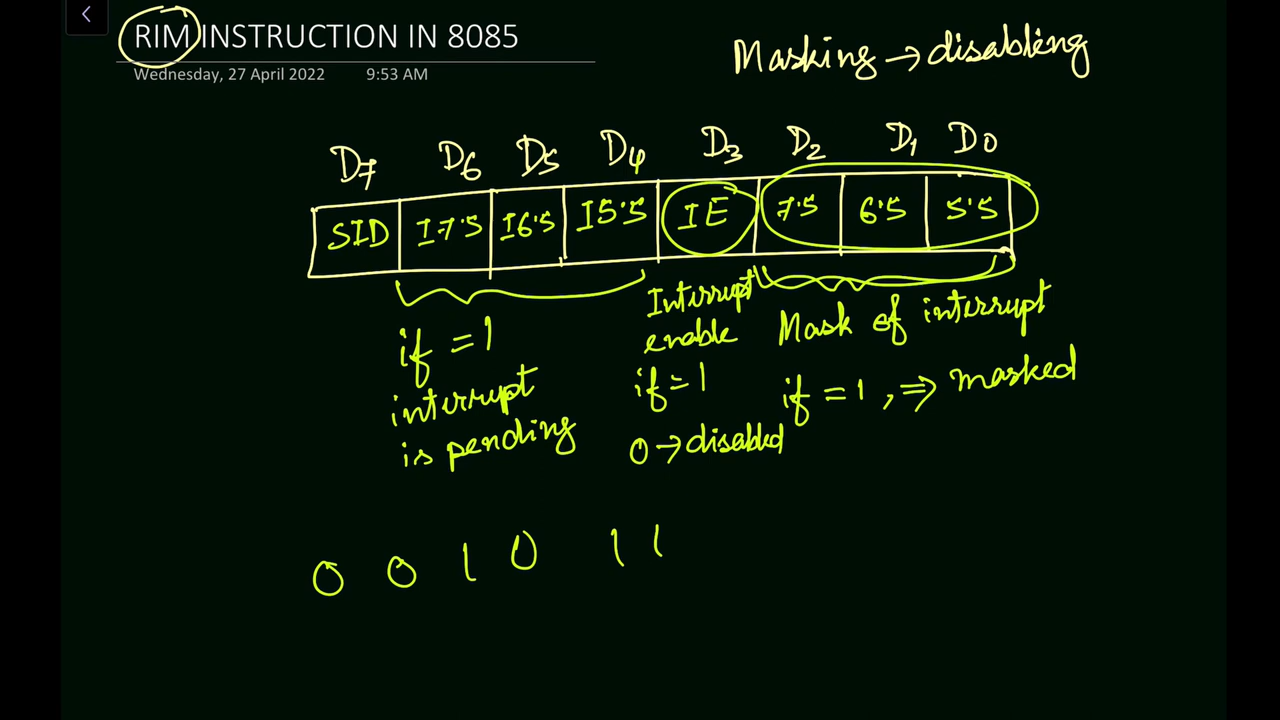 RIM INSTRUCTION IN 8085
Wednesday, 27 April 2022 9:53 AM
Masking → disabling
D7 D6 D5 D4 D3 D2 D1 D0
SID I7.5 I6.5 I5.5 IE 7.5 6.5 5.5
if = 1
interrupt
is pending
Interrupt
enable
if = 1
0 → disabled
Mask of interrupt
if = 1, ⇒ masked
0 0 1 0 1 1